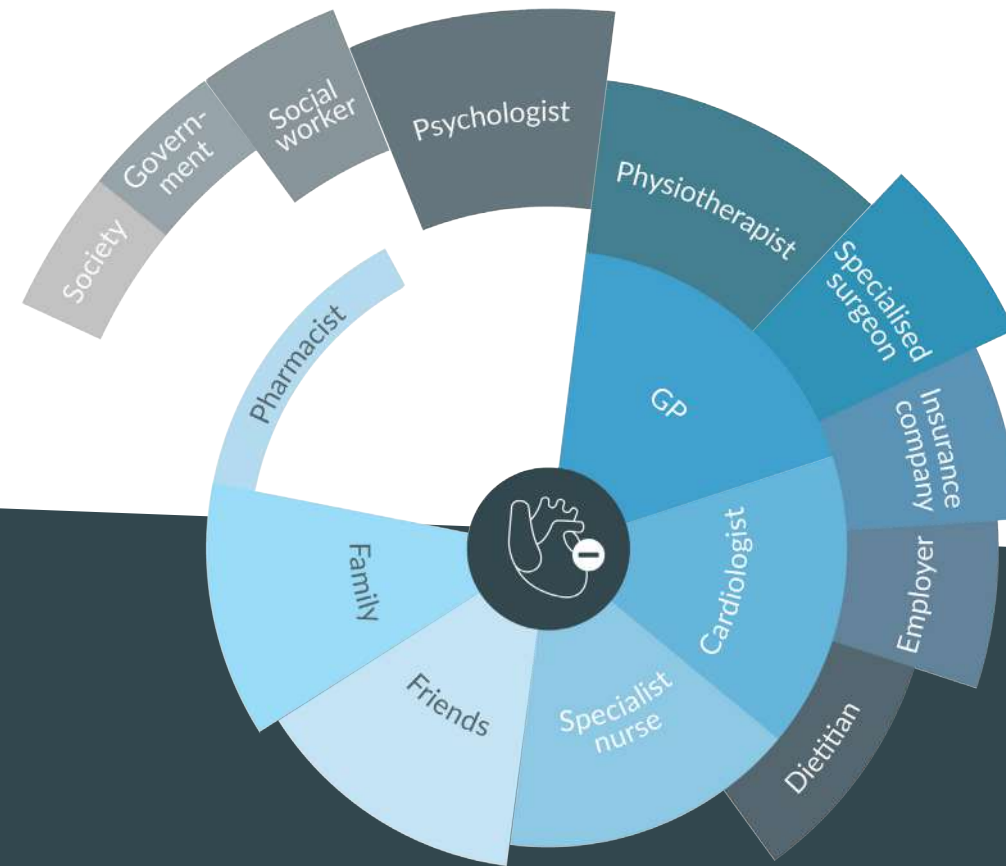 Society
Govern-
ment
Social
worker
Psychologist
Physiotherapist
Specialised
surgeon
Insurance
company
Employer
Dietitian
Pharmacist
GP
Cardiologist
Specialist
nurse
Friends
Family